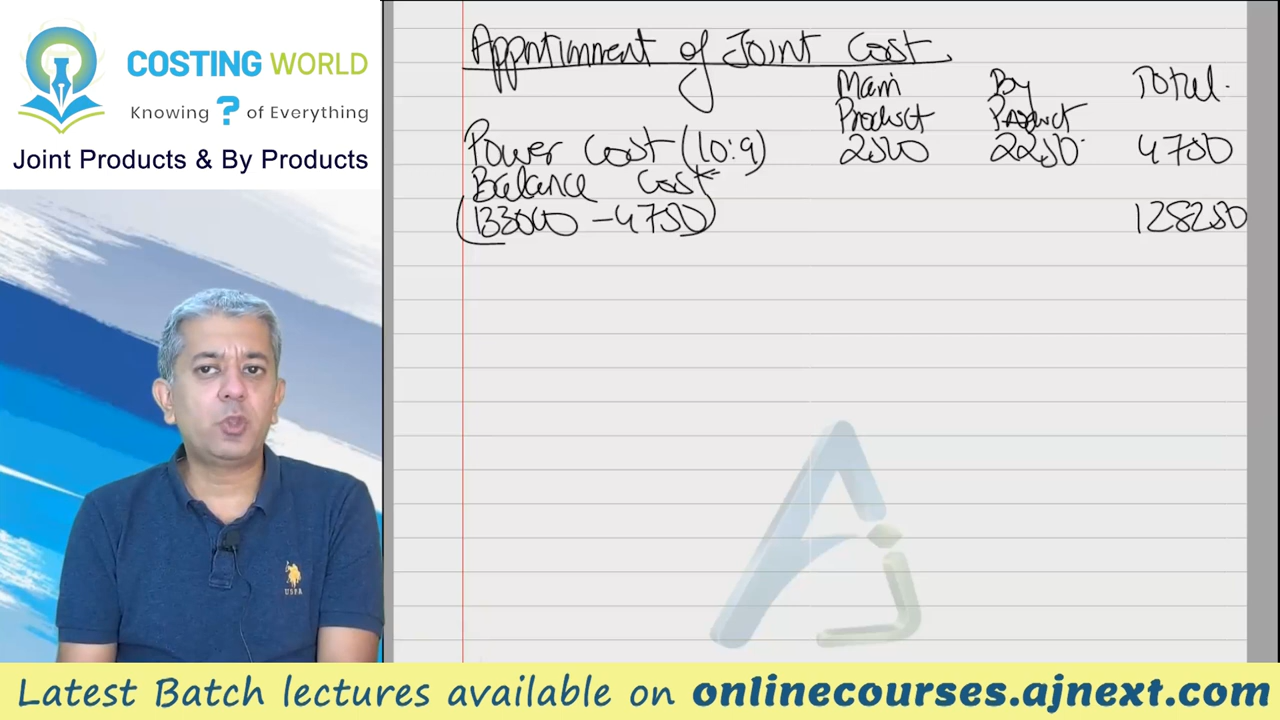 COSTING WORLD
Knowing ? of Everything
Joint Products & By Products
Apportionment of Joint Cost
Main Product
By Product
Total
Power Cost (10:9) 2500 2250 4750
Balance Cost
(133000 - 4750) 128250
USPA
Latest Batch lectures available on onlinecourses.ajnext.com